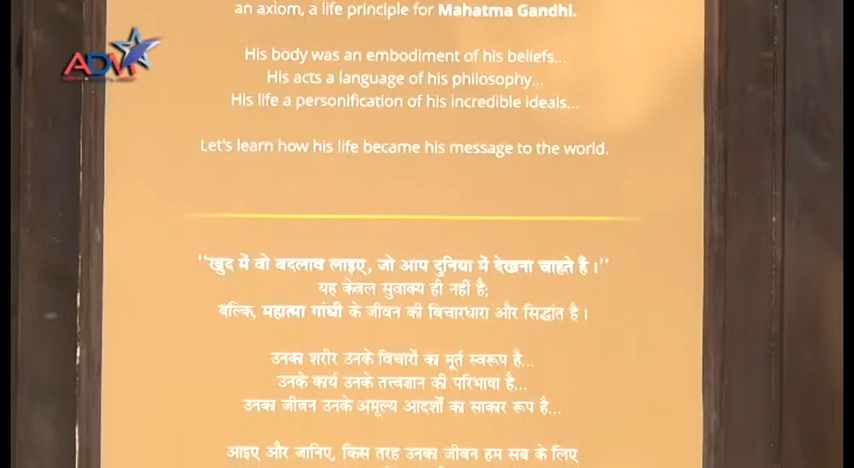 an axiom, a life principle for Mahatma Gandhi.
ADM
His body was an embodiment of his beliefs...
His acts a language of his philosophy...
His life a personification of his incredible ideals...
Let's learn how his life became his message to the world.
"खुद में वो बदलाव लाइए, जो आप दुनिया में देखना चाहते हैं।"
यह केवल सुवाक्य ही नहीं है;
बल्कि, महात्मा गांधी के जीवन की विचारधारा और सिद्धांत है।
उनका शरीर उनके विचारों का मूर्त स्वरूप है...
उनके कार्य उनके तत्त्वज्ञान की परिभाषा है...
उनका जीवन उनके अमूल्य आदर्शों का साकार रूप है...
आइए और जानिए, किस तरह उनका जीवन हम सब के लिए